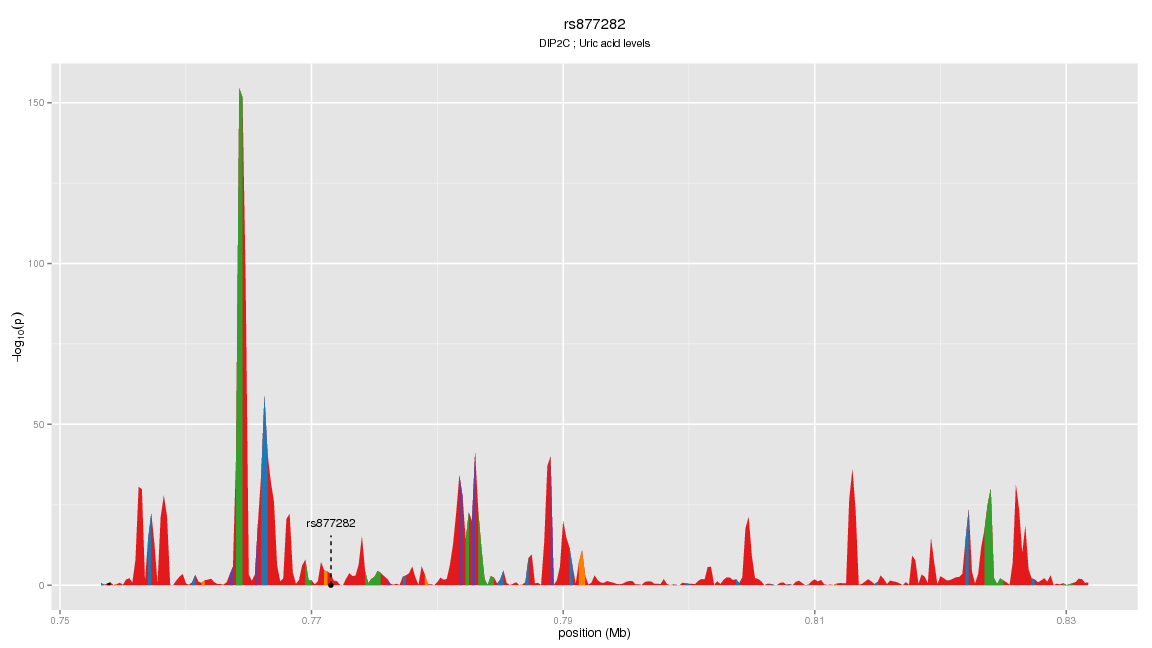 rs877282
DIP2C ; Uric acid levels
150
100
50
0
−log10(p)
rs877282
0.75
0.77
0.79
0.81
0.83
position (Mb)